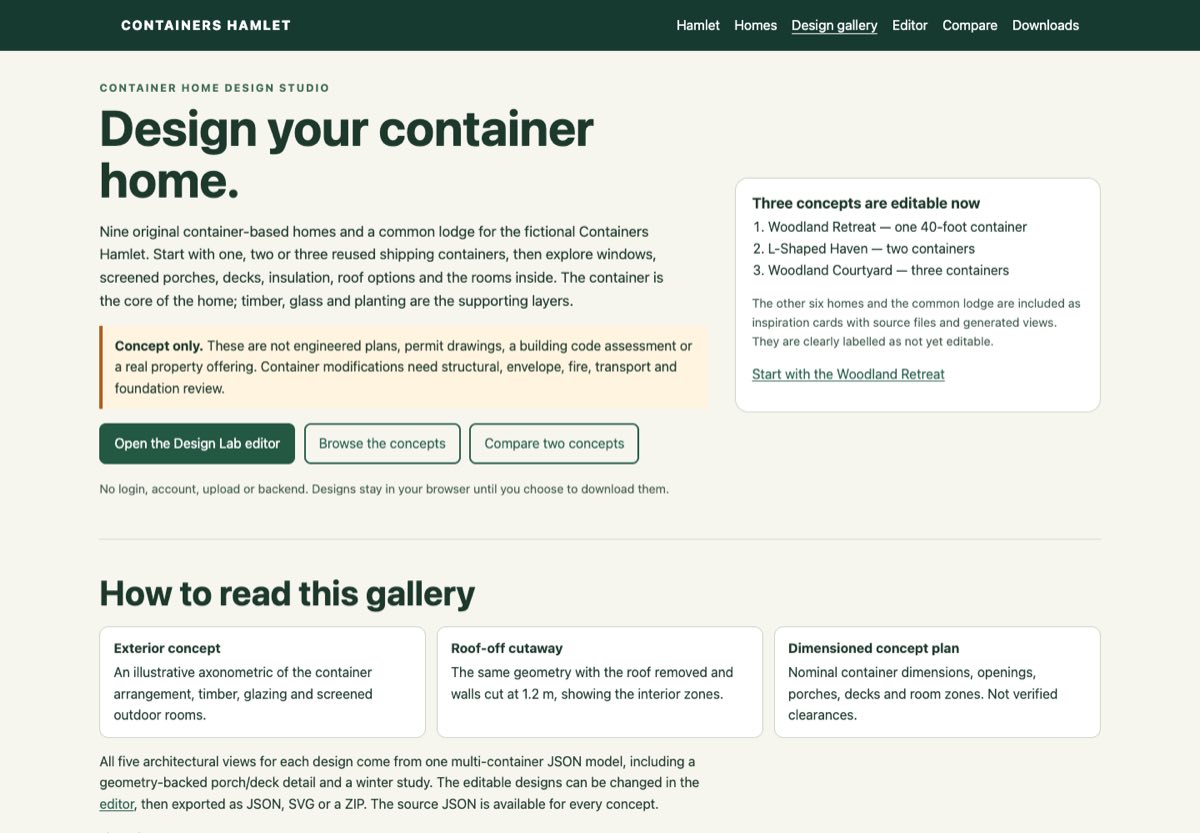 CONTAINERS HAMLET
Hamlet Homes Design gallery Editor Compare Downloads
CONTAINER HOME DESIGN STUDIO
Design your container
home.
Nine original container-based homes and a common lodge for the fictional Containers
Hamlet. Start with one, two or three reused shipping containers, then explore windows,
screened porches, decks, insulation, roof options and the rooms inside. The container is
the core of the home; timber, glass and planting are the supporting layers.
Concept only. These are not engineered plans, permit drawings, a building code assessment or
a real property offering. Container modifications need structural, envelope, fire, transport and
foundation review.
Open the Design Lab editor
Browse the concepts
Compare two concepts
No login, account, upload or backend. Designs stay in your browser until you choose to download them.
Three concepts are editable now
1. Woodland Retreat — one 40-foot container
2. L-Shaped Haven — two containers
3. Woodland Courtyard — three containers
The other six homes and the common lodge are included as
inspiration cards with source files and generated views.
They are clearly labelled as not yet editable.
Start with the Woodland Retreat
How to read this gallery
Exterior concept
An illustrative axonometric of the container
arrangement, timber, glazing and screened
outdoor rooms.
Roof-off cutaway
The same geometry with the roof removed and
walls cut at 1.2 m, showing the interior zones.
Dimensioned concept plan
Nominal container dimensions, openings,
porches, decks and room zones. Not verified
clearances.
All five architectural views for each design come from one multi-container JSON model, including a
geometry-backed porch/deck detail and a winter study. The editable designs can be changed in the
editor, then exported as JSON, SVG or a ZIP. The source JSON is available for every concept.